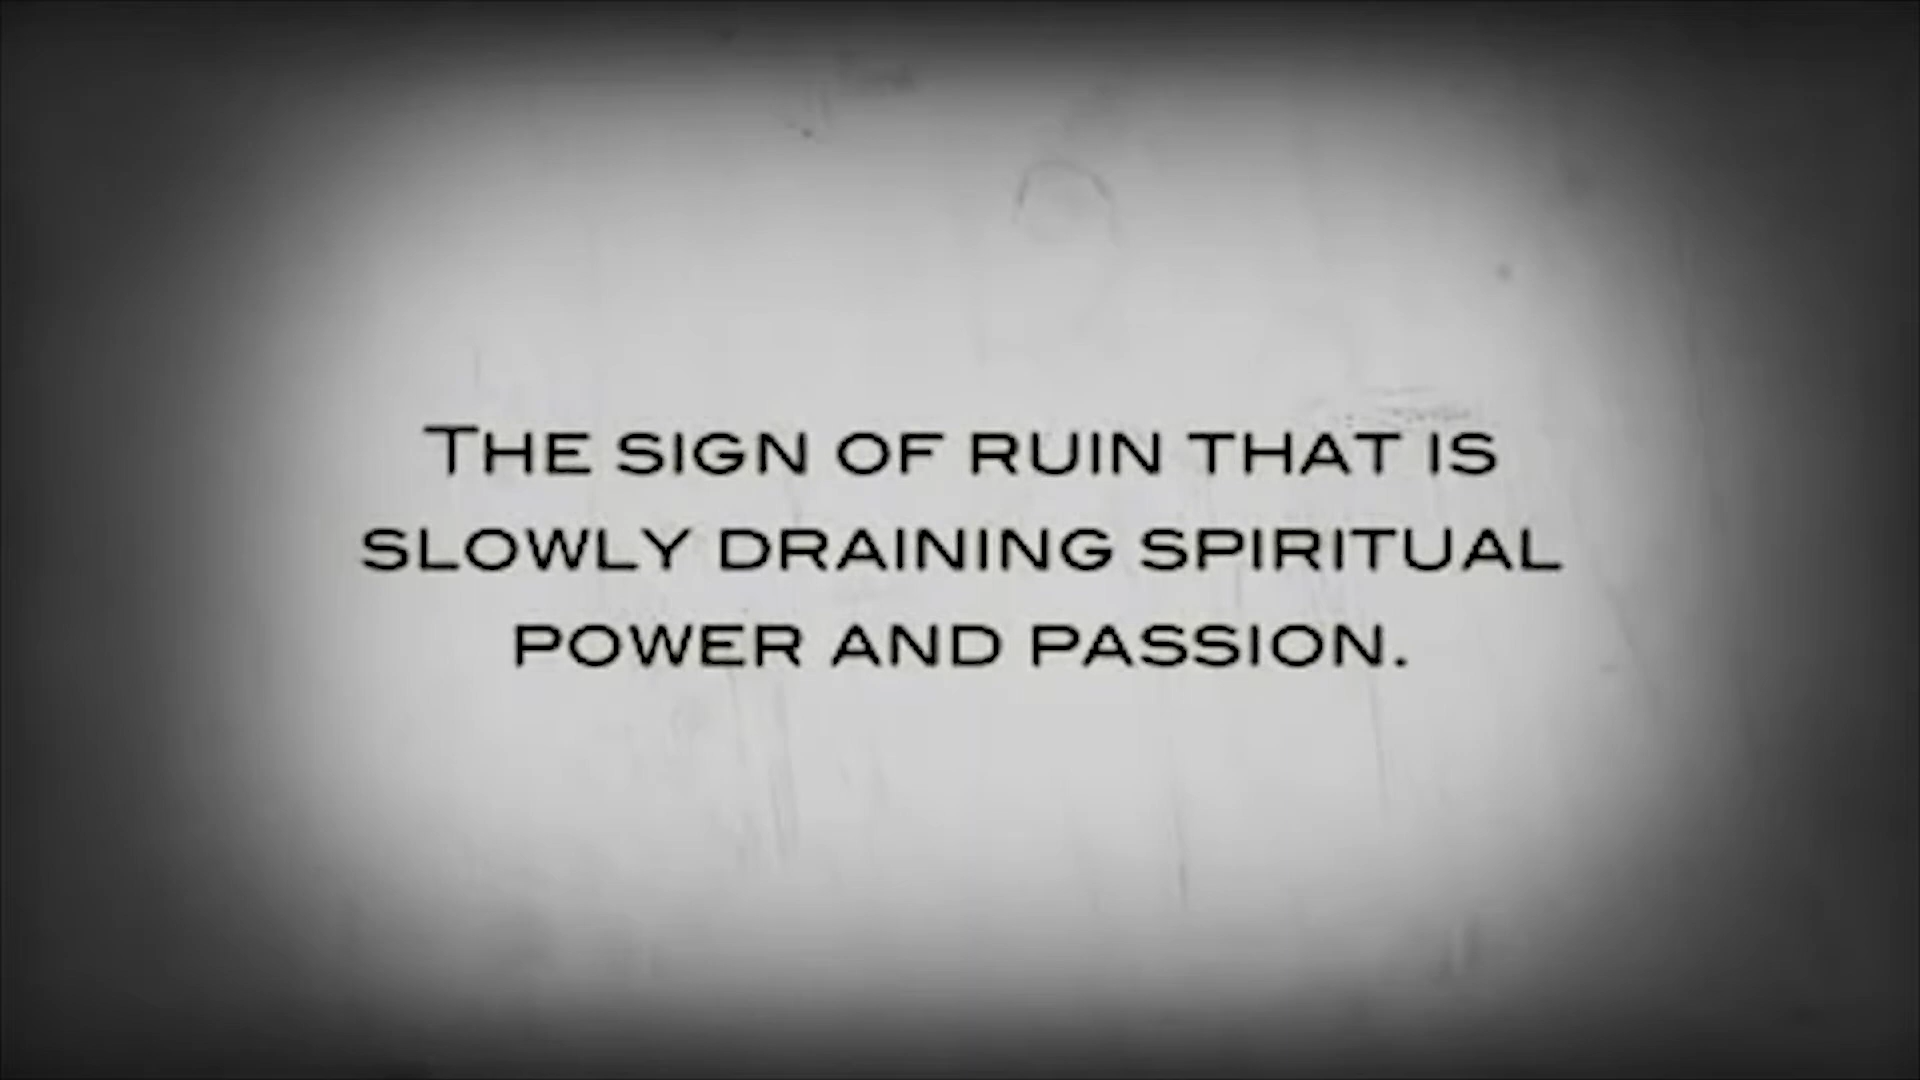 The sign of ruin that is
slowly draining spiritual
power and passion.